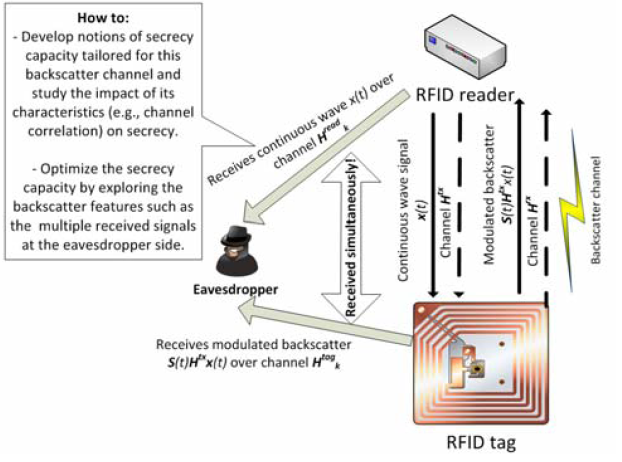 How to:
- Develop notions of secrecy
capacity tailored for this
backscatter channel and
study the impact of its
characteristics (e.g., channel
correlation) on secrecy.
- Optimize the secrecy
capacity by exploring the
backscatter features such as
the multiple received signals
at the eavesdropper side.
RFID reader
Receives continuous wave x(t) over
channel H^read_k
Received simultaneously!
Continuous wave signal
x(t)
Channel H^tx
Modulated backscatter
S(t)H^tx x(t)
Channel H^rx
Backscatter channel
Eavesdropper
Receives modulated backscatter
S(t)H^tx x(t) over channel H^tag_k
RFID tag